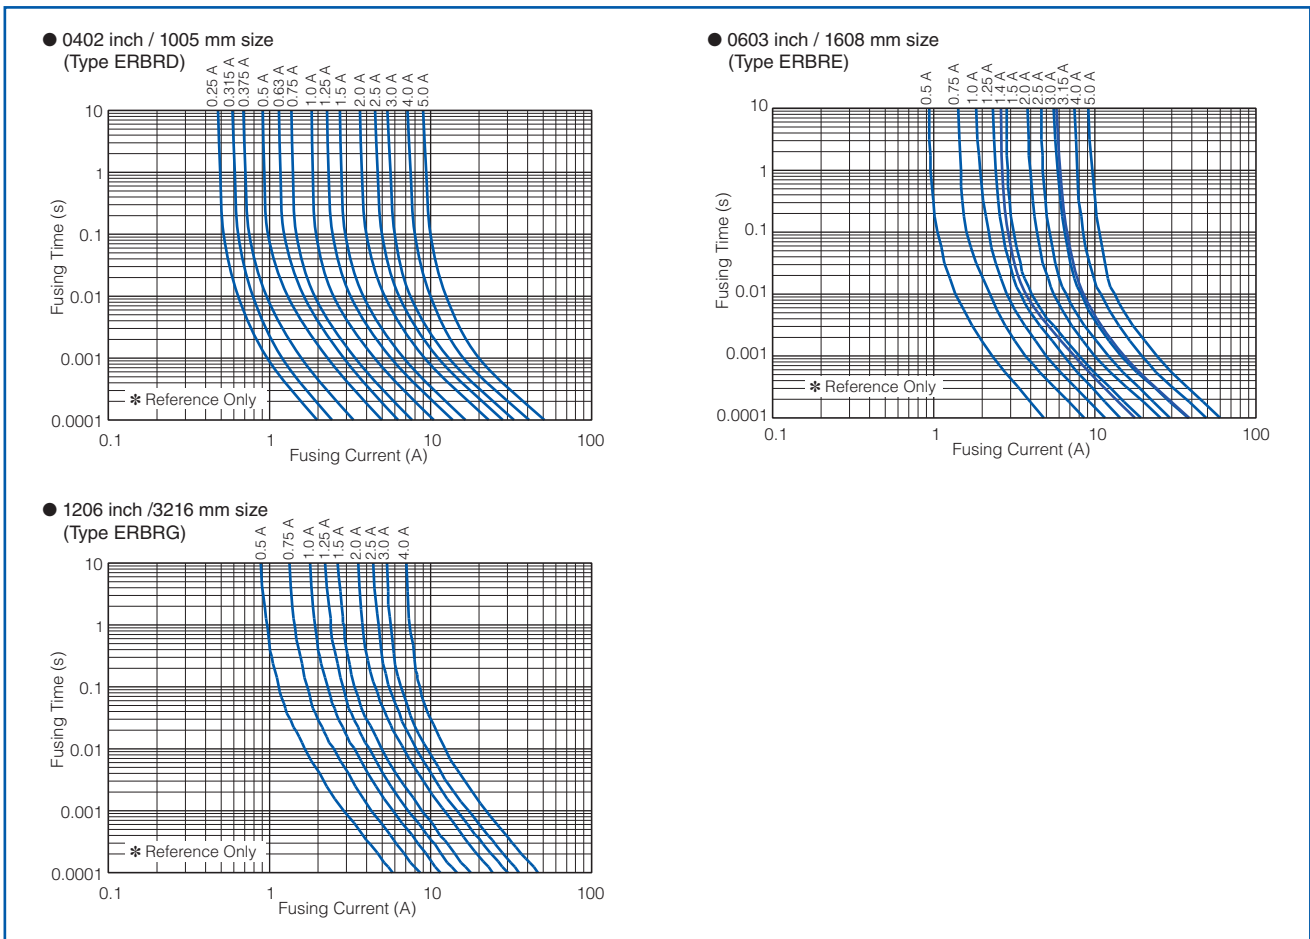 ● 0402 inch / 1005 mm size
(Type ERBRD)
0.25 A
0.315 A
0.375 A
0.5 A
0.63 A
0.75 A
1.0 A
1.25 A
1.5 A
2.0 A
2.5 A
3.0 A
4.0 A
5.0 A
10
1
0.1
0.01
0.001
0.0001
Fusing Time (s)
✻ Reference Only
0.1 1 10 100
Fusing Current (A)
● 0603 inch / 1608 mm size
(Type ERBRE)
0.5 A
0.75 A
1.0 A
1.25 A
1.4 A
1.5 A
2.0 A
2.5 A
3.0 A
3.15 A
4.0 A
5.0 A
10
1
0.1
0.01
0.001
0.0001
Fusing Time (s)
✻ Reference Only
0.1 1 10 100
Fusing Current (A)
● 1206 inch /3216 mm size
(Type ERBRG)
0.5 A
0.75 A
1.0 A
1.25 A
1.5 A
2.0 A
2.5 A
3.0 A
4.0 A
10
1
0.1
0.01
0.001
0.0001
Fusing Time (s)
✻ Reference Only
0.1 1 10 100
Fusing Current (A)